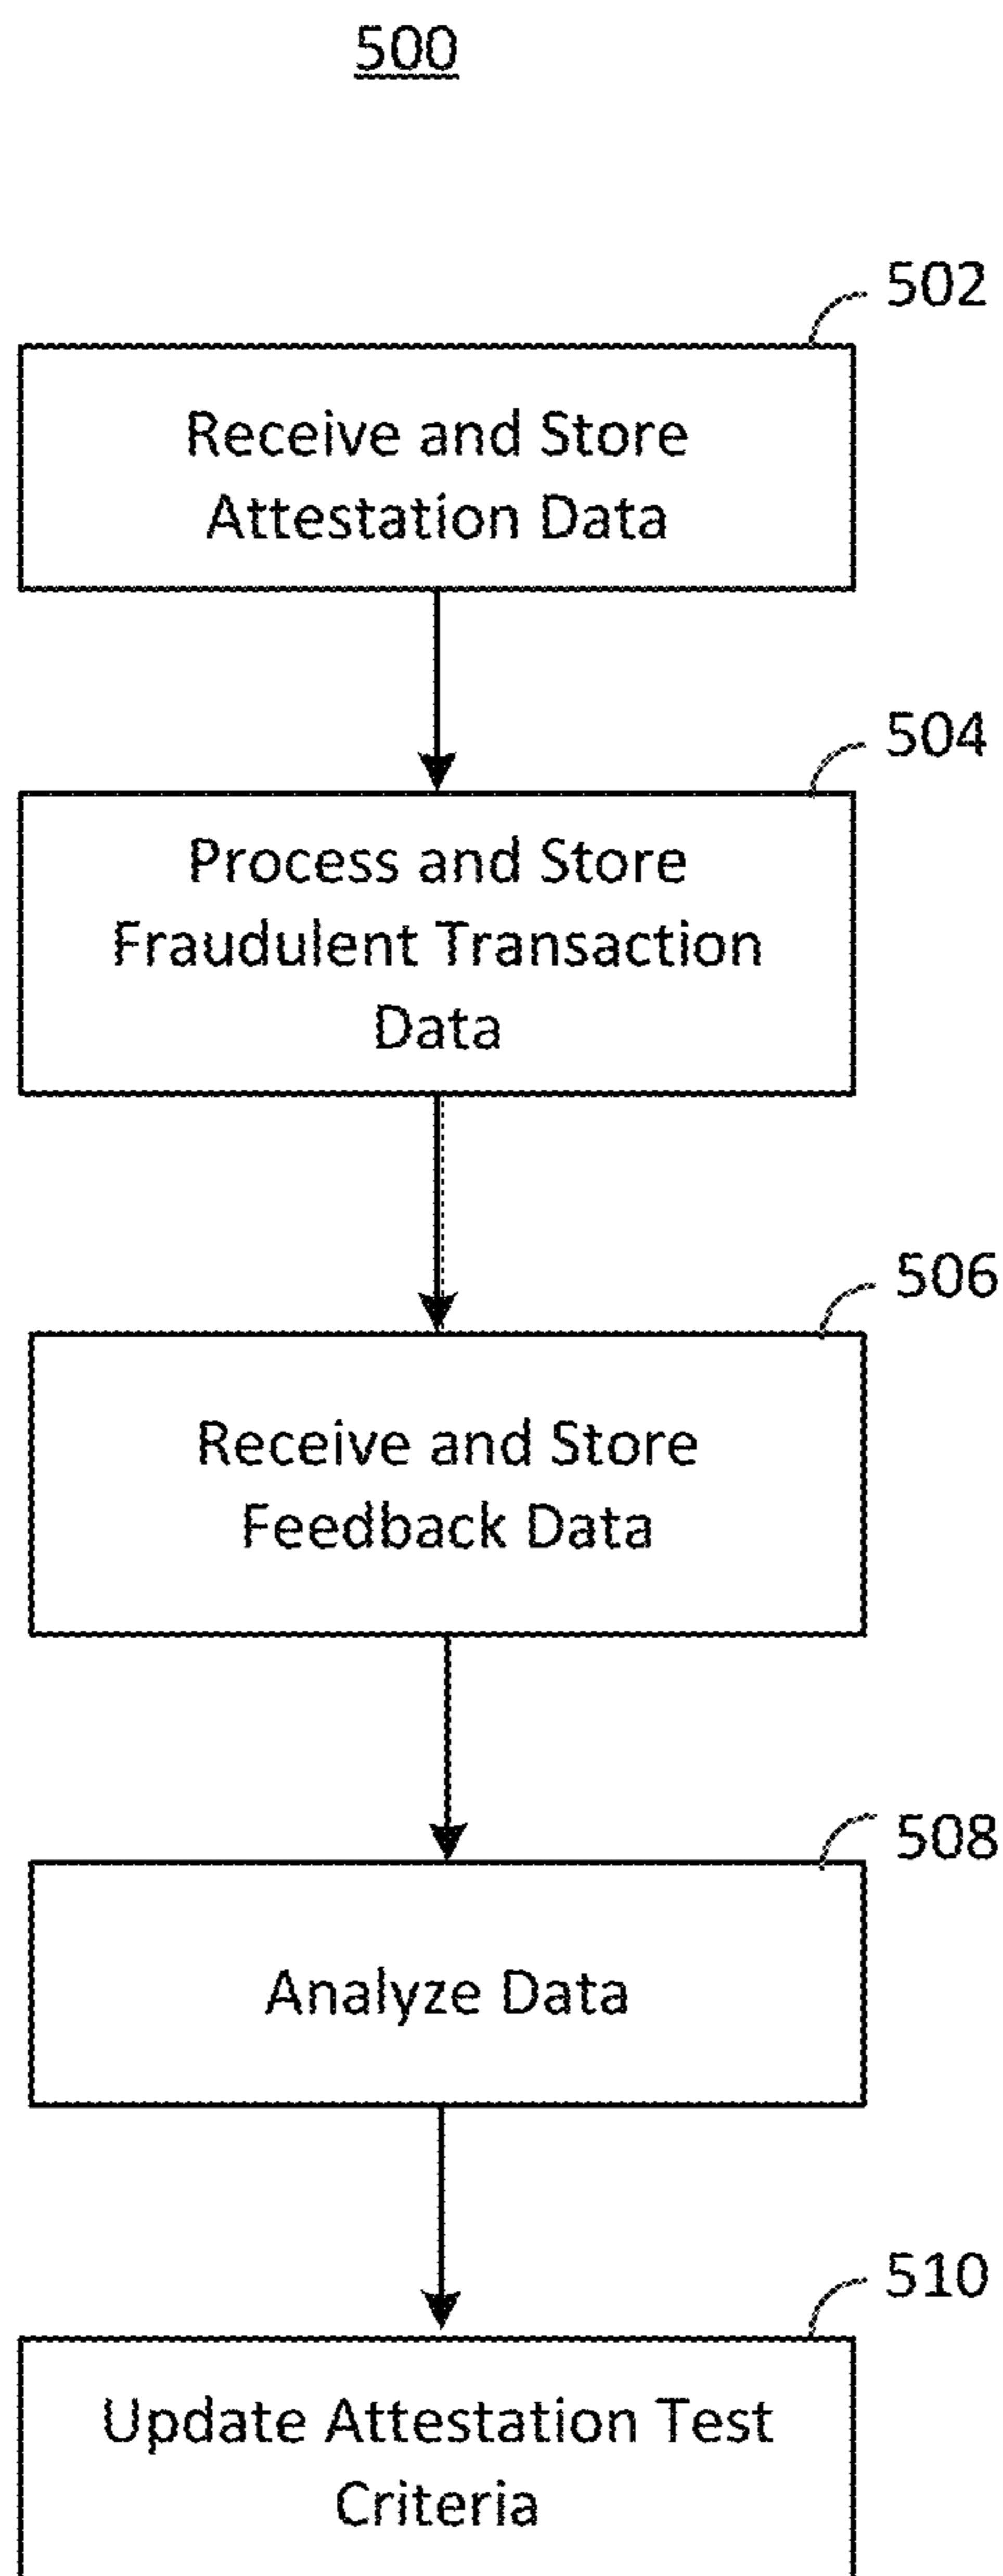 500
502
Receive and Store
Attestation Data
504
Process and Store
Fraudulent Transaction
Data
506
Receive and Store
Feedback Data
508
Analyze Data
510
Update Attestation Test
Criteria